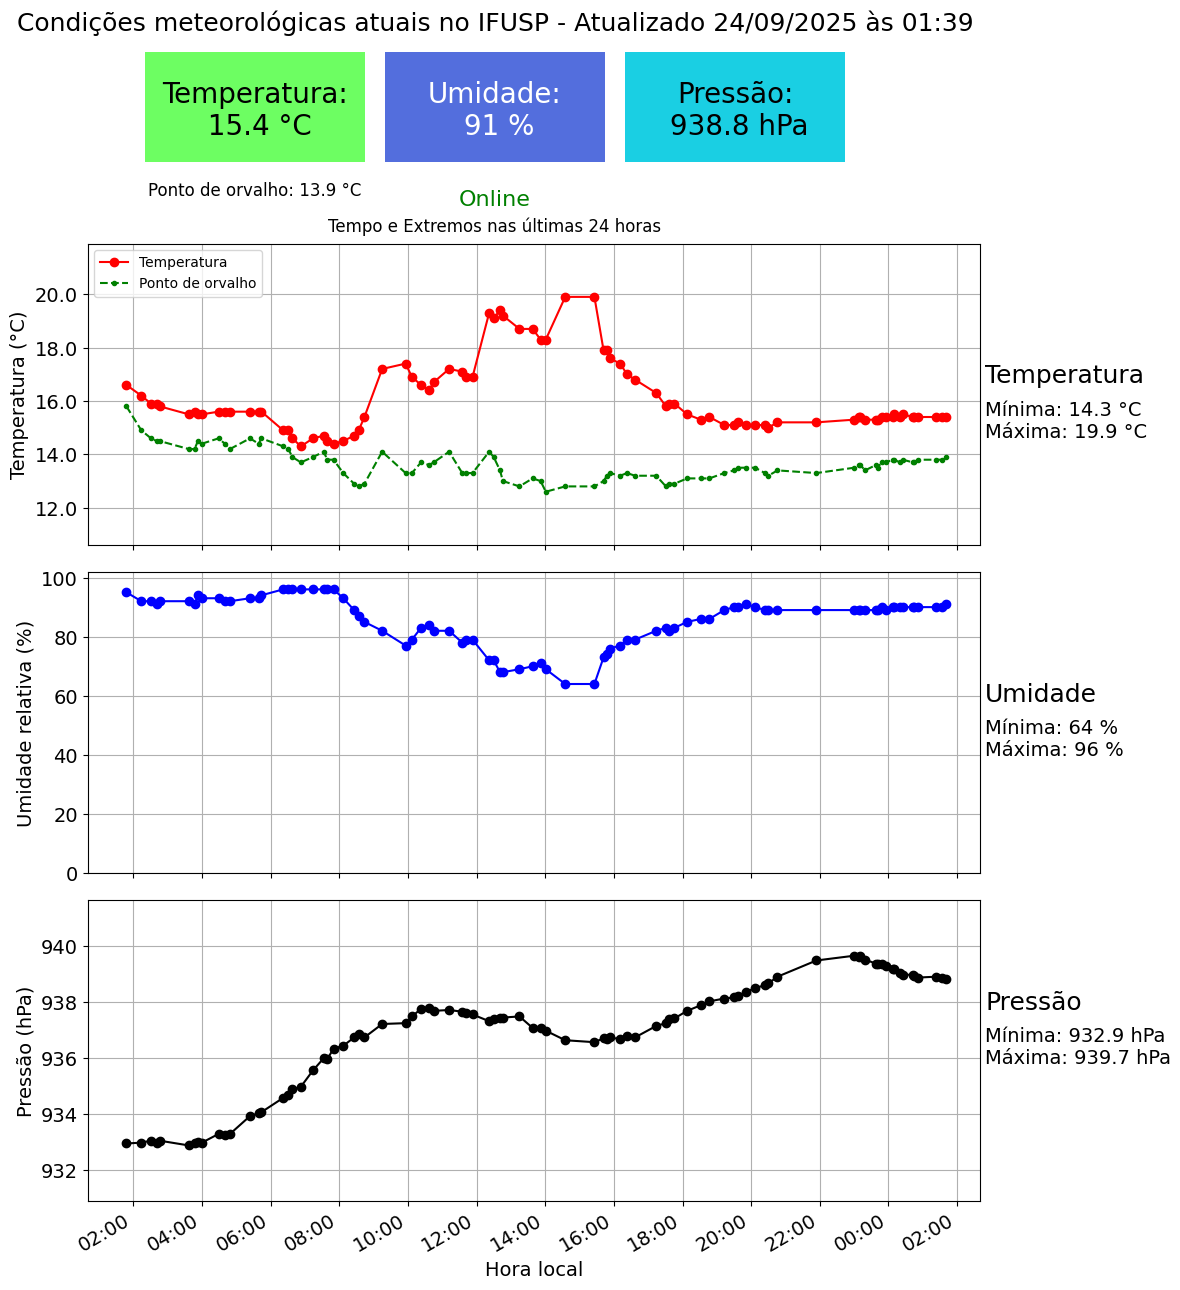 Condições meteorológicas atuais no IFUSP - Atualizado 24/09/2025 às 01:39
Temperatura:
15.4 °C
Umidade:
91 %
Pressão:
938.8 hPa
Ponto de orvalho: 13.9 °C
Online
Tempo e Extremos nas últimas 24 horas
Temperatura
Ponto de orvalho
Temperatura (°C)
20.0
18.0
16.0
14.0
12.0
Temperatura
Mínima: 14.3 °C
Máxima: 19.9 °C
Umidade relativa (%)
100
80
60
40
20
0
Umidade
Mínima: 64 %
Máxima: 96 %
Pressão (hPa)
940
938
936
934
932
Pressão
Mínima: 932.9 hPa
Máxima: 939.7 hPa
02:00 04:00 06:00 08:00 10:00 12:00 14:00 16:00 18:00 20:00 22:00 00:00 02:00
Hora local